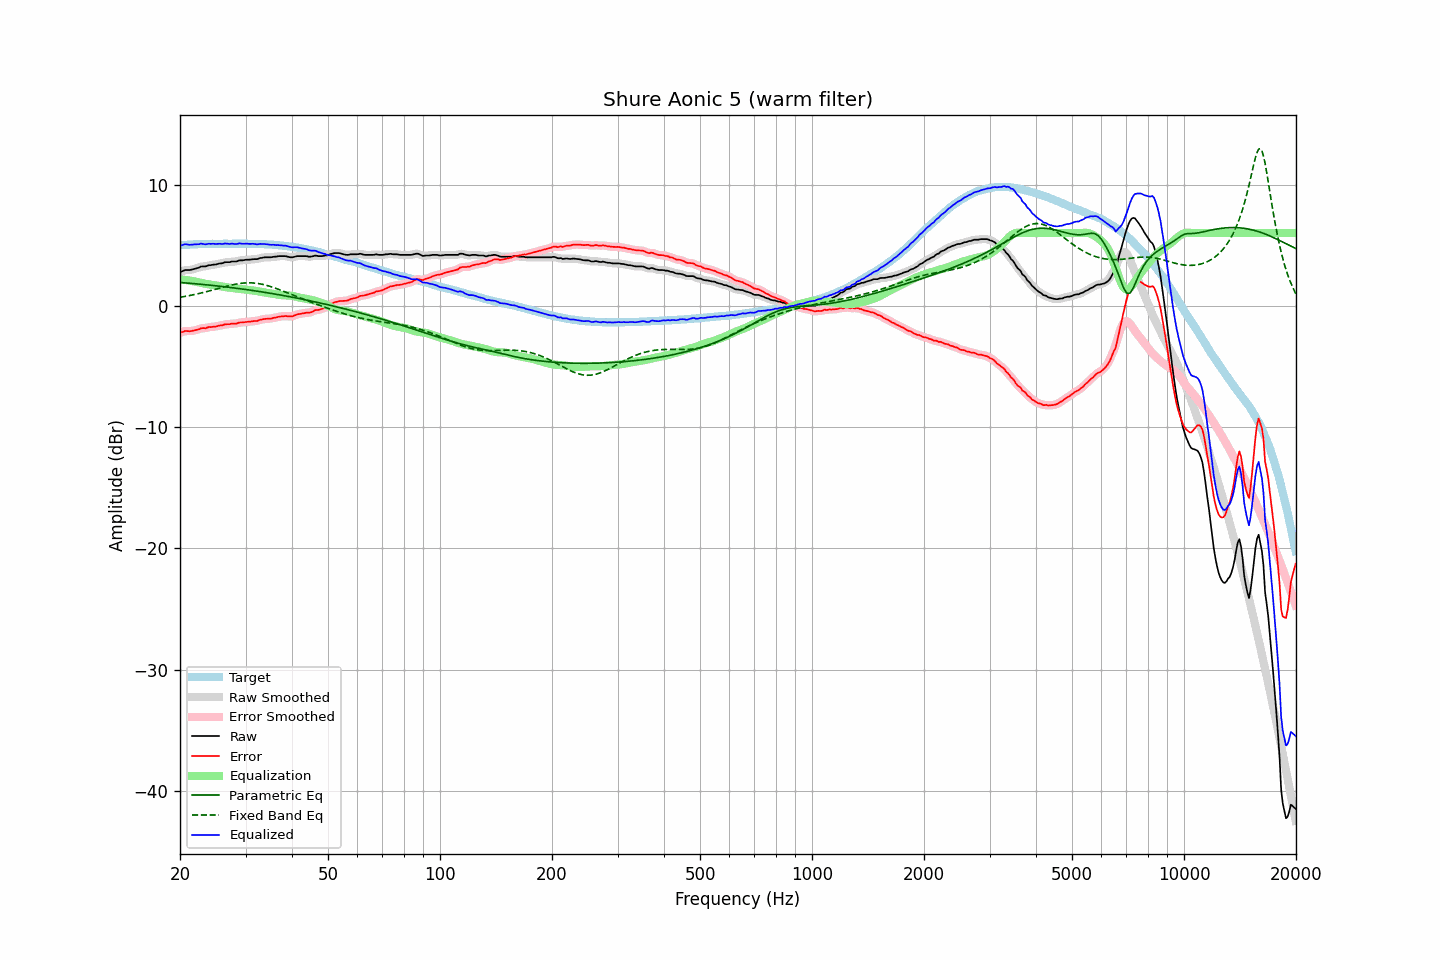 Shure Aonic 5 (warm filter)
Amplitude (dBr)
10
0
−10
−20
−30
−40
Target
Raw Smoothed
Error Smoothed
Raw
Error
Equalization
Parametric Eq
Fixed Band Eq
Equalized
20 50 100 200 500 1000 2000 5000 10000 20000
Frequency (Hz)